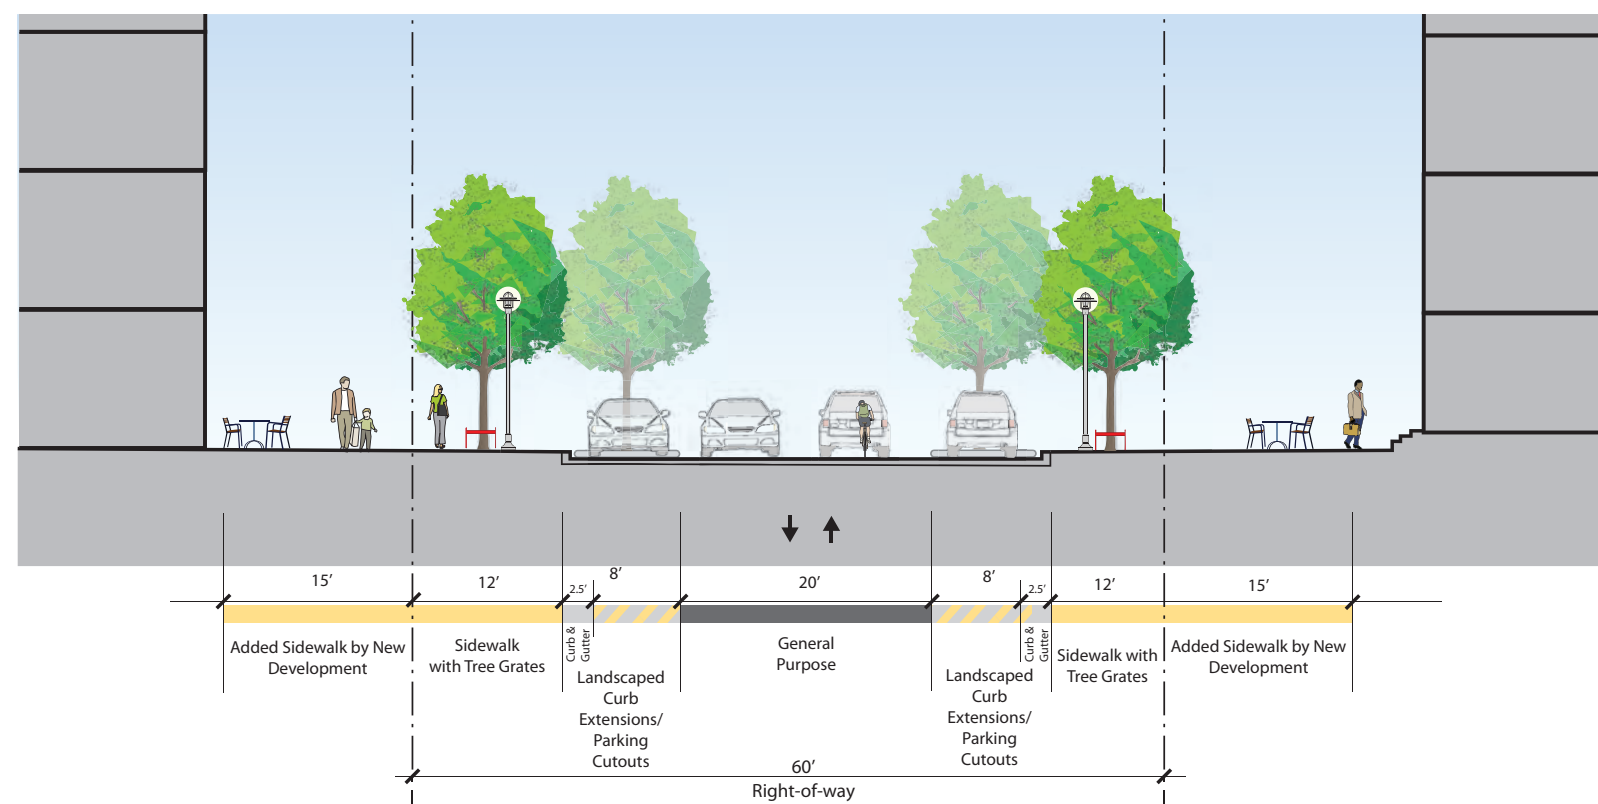 15’
12’
2.5’
8’
20’
8’
2.5’
12’
15’
Added Sidewalk by New
Development
Sidewalk
with Tree Grates
Curb &
Gutter
Landscaped
Curb
Extensions/
Parking
Cutouts
General
Purpose
Landscaped
Curb
Extensions/
Parking
Cutouts
Curb &
Gutter
Sidewalk with
Tree Grates
Added Sidewalk by New
Development
60’
Right-of-way